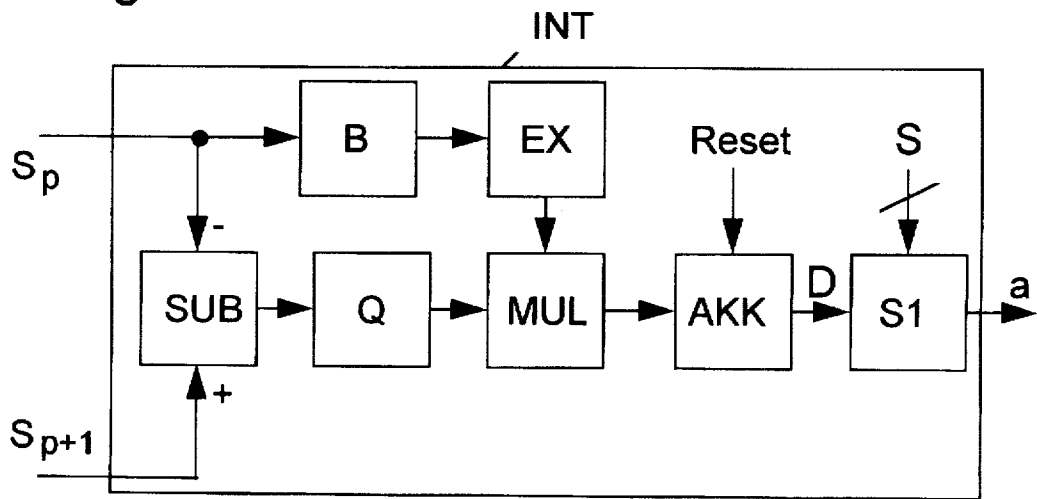 INT
B
EX
Reset
S
Sp
-
SUB
Q
MUL
AKK
D
S1
a
+
Sp+1